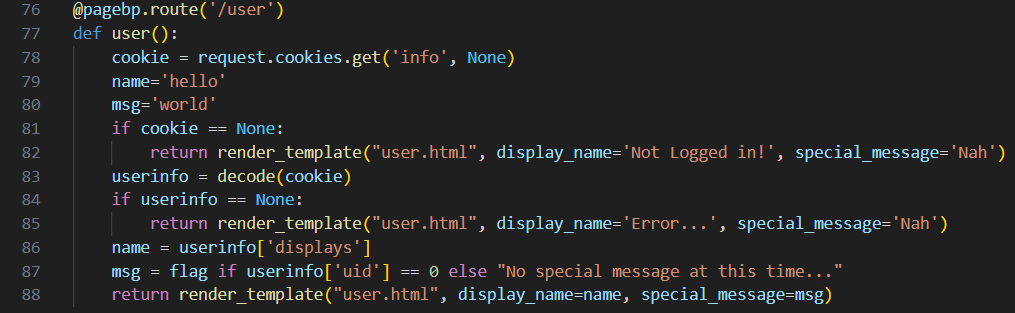 76 @pagebp.route('/user')
77 def user():
78     cookie = request.cookies.get('info', None)
79     name='hello'
80     msg='world'
81     if cookie == None:
82         return render_template("user.html", display_name='Not Logged in!', special_message='Nah')
83     userinfo = decode(cookie)
84     if userinfo == None:
85         return render_template("user.html", display_name='Error...', special_message='Nah')
86     name = userinfo['displays']
87     msg = flag if userinfo['uid'] == 0 else "No special message at this time..."
88     return render_template("user.html", display_name=name, special_message=msg)